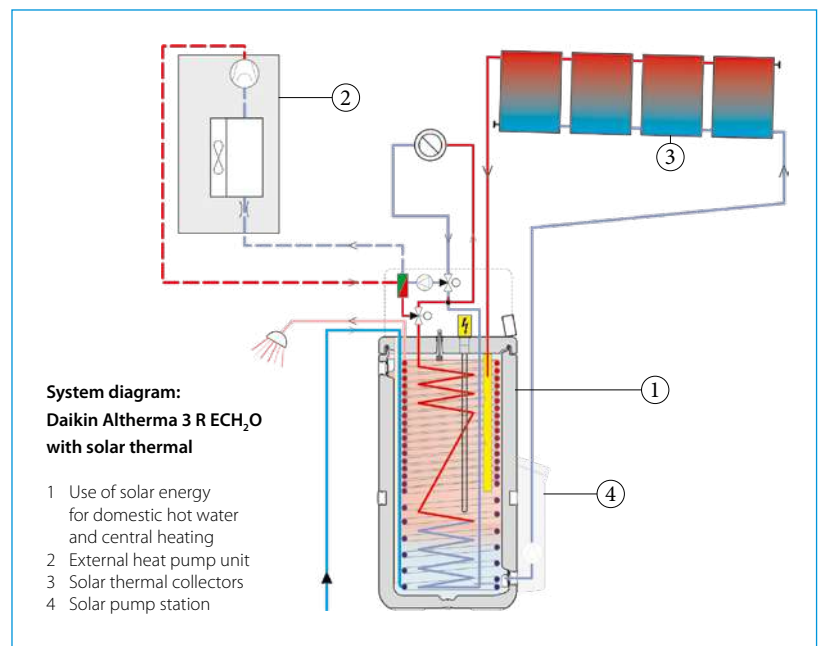 2
3
1
System diagram:
Daikin Altherma 3 R ECH₂O
with solar thermal
4
1 Use of solar energy
for domestic hot water
and central heating
2 External heat pump unit
3 Solar thermal collectors
4 Solar pump station